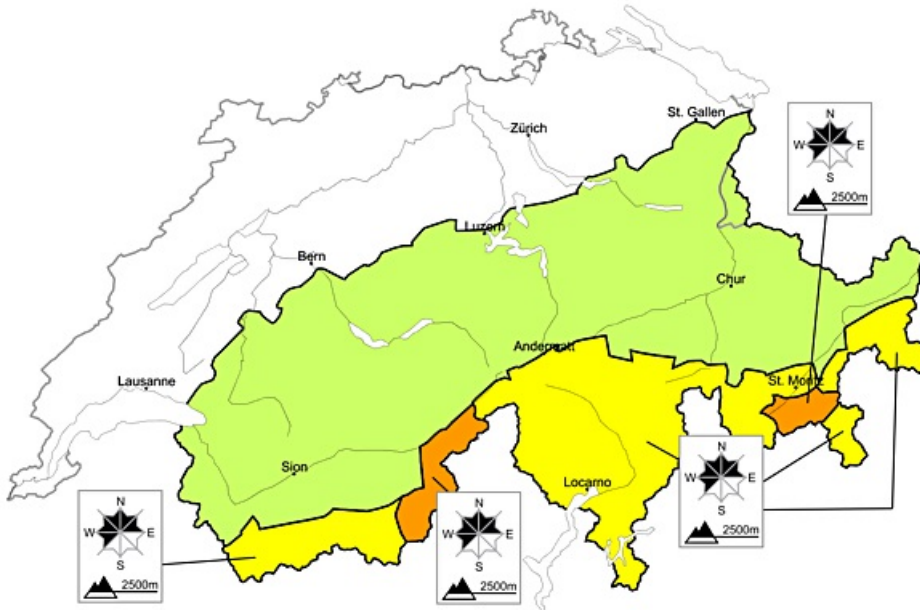 St. Gallen
Zürich
N
W E
S
2500m
Luzern
Bern
Chur
Andermatt
Lausanne
St. Moritz
Sion
Locarno
N
W E
S
2500m
N
W E
S
2500m
N
W E
S
2500m